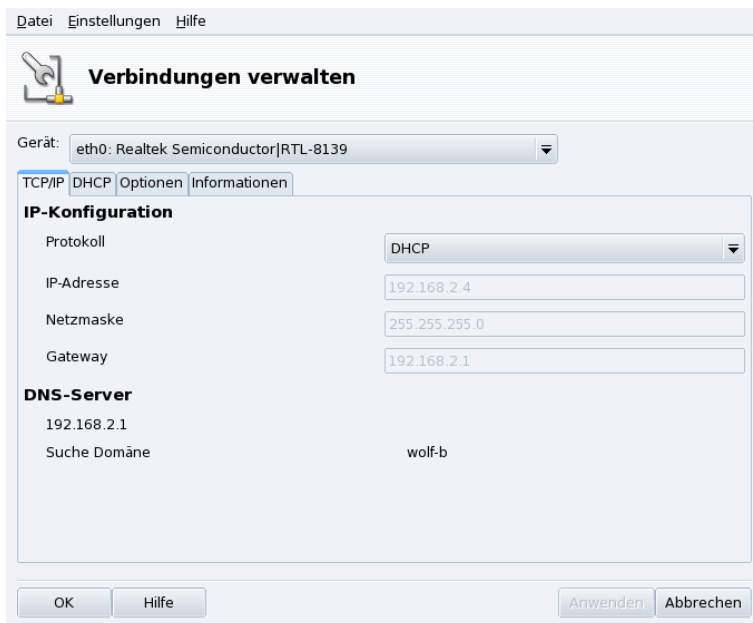 Datei Einstellungen Hilfe
Verbindungen verwalten
Gerät: eth0: Realtek Semiconductor|RTL-8139
TCP/IP DHCP Optionen Informationen
IP-Konfiguration
Protokoll DHCP
IP-Adresse 192.168.2.4
Netzmaske 255.255.255.0
Gateway 192.168.2.1
DNS-Server
192.168.2.1
Suche Domäne wolf-b
OK Hilfe Anwenden Abbrechen